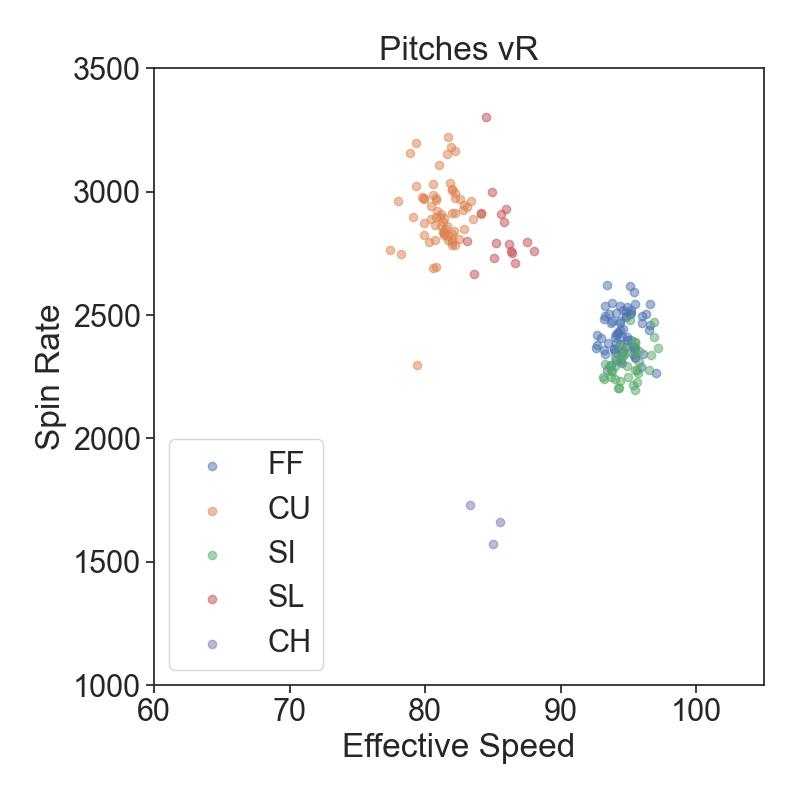 Pitches vR
3500
3000
2500
2000
1500
1000
Spin Rate
FF
CU
SI
SL
CH
60 70 80 90 100
Effective Speed